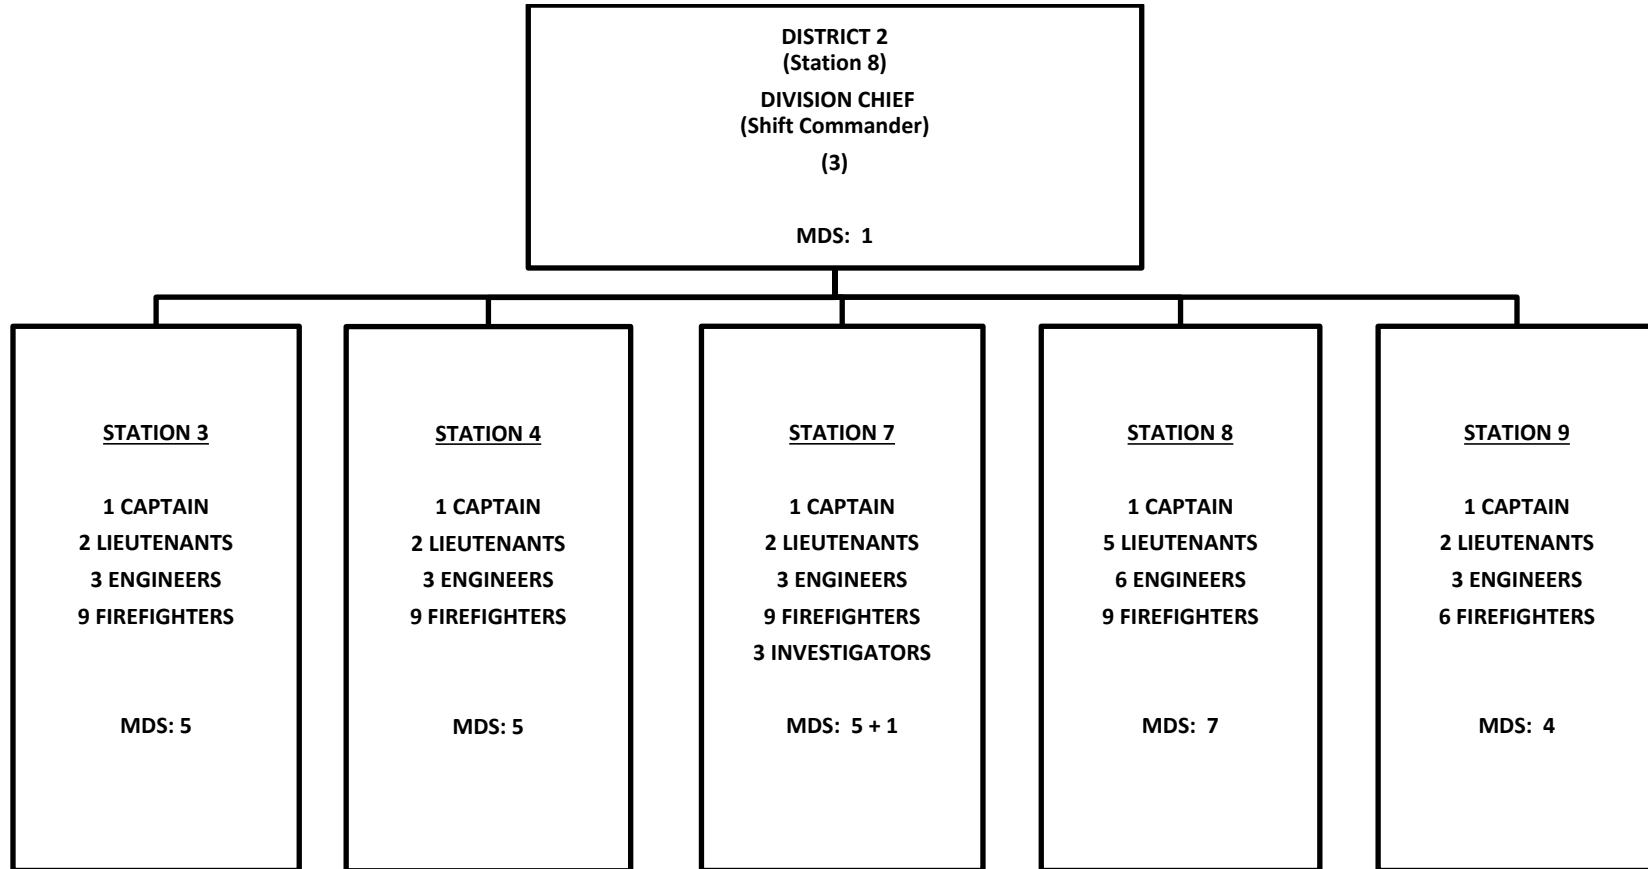 DISTRICT 2
(Station 8)
DIVISION CHIEF
(Shift Commander)
(3)
MDS: 1
STATION 3
1 CAPTAIN
2 LIEUTENANTS
3 ENGINEERS
9 FIREFIGHTERS
MDS: 5
STATION 4
1 CAPTAIN
2 LIEUTENANTS
3 ENGINEERS
9 FIREFIGHTERS
MDS: 5
STATION 7
1 CAPTAIN
2 LIEUTENANTS
3 ENGINEERS
9 FIREFIGHTERS
3 INVESTIGATORS
MDS: 5 + 1
STATION 8
1 CAPTAIN
5 LIEUTENANTS
6 ENGINEERS
9 FIREFIGHTERS
MDS: 7
STATION 9
1 CAPTAIN
2 LIEUTENANTS
3 ENGINEERS
6 FIREFIGHTERS
MDS: 4